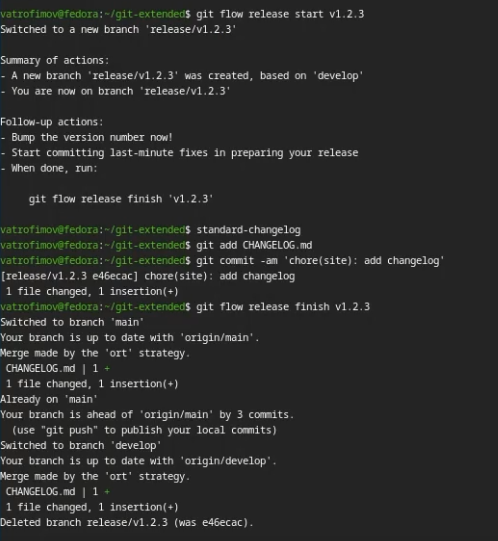 vatrofimov@fedora:~/git-extended$ git flow release start v1.2.3
Switched to a new branch 'release/v1.2.3'
Summary of actions:
- A new branch 'release/v1.2.3' was created, based on 'develop'
- You are now on branch 'release/v1.2.3'
Follow-up actions:
- Bump the version number now!
- Start committing last-minute fixes in preparing your release
- When done, run:
git flow release finish 'v1.2.3'
vatrofimov@fedora:~/git-extended$ standard-changelog
vatrofimov@fedora:~/git-extended$ git add CHANGELOG.md
vatrofimov@fedora:~/git-extended$ git commit -am 'chore(site): add changelog'
[release/v1.2.3 e46ecac] chore(site): add changelog
1 file changed, 1 insertion(+)
vatrofimov@fedora:~/git-extended$ git flow release finish v1.2.3
Switched to branch 'main'
Your branch is up to date with 'origin/main'.
Merge made by the 'ort' strategy.
CHANGELOG.md | 1 +
1 file changed, 1 insertion(+)
Already on 'main'
Your branch is ahead of 'origin/main' by 3 commits.
(use "git push" to publish your local commits)
Switched to branch 'develop'
Your branch is up to date with 'origin/develop'.
Merge made by the 'ort' strategy.
CHANGELOG.md | 1 +
1 file changed, 1 insertion(+)
Deleted branch release/v1.2.3 (was e46ecac).